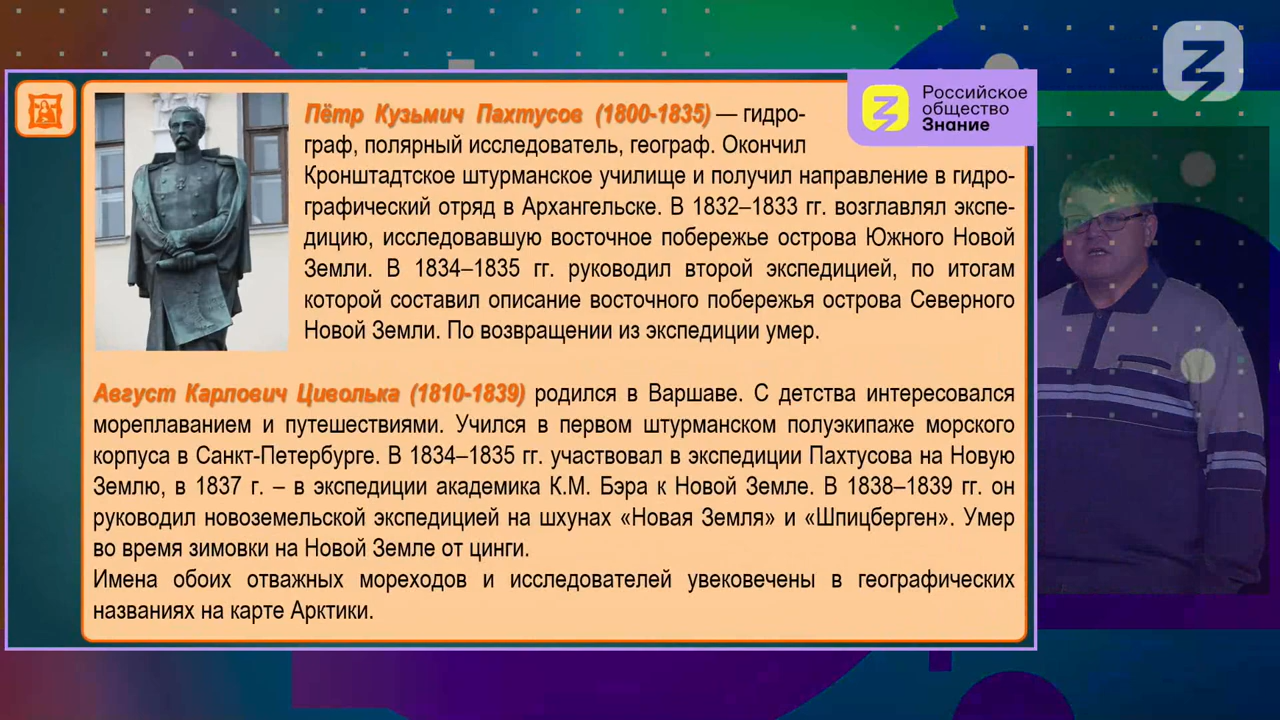 Российское
общество
Знание
Пётр Кузьмич Пахтусов (1800-1835) — гидро-
граф, полярный исследователь, географ. Окончил
Кронштадтское штурманское училище и получил направление в гидро-
графический отряд в Архангельске. В 1832–1833 гг. возглавлял экспе-
дицию, исследовавшую восточное побережье острова Южного Новой
Земли. В 1834–1835 гг. руководил второй экспедицией, по итогам
которой составил описание восточного побережья острова Северного
Новой Земли. По возвращении из экспедиции умер.
Август Карлович Циволька (1810-1839) родился в Варшаве. С детства интересовался
мореплаванием и путешествиями. Учился в первом штурманском полуэкипаже морского
корпуса в Санкт-Петербурге. В 1834–1835 гг. участвовал в экспедиции Пахтусова на Новую
Землю, в 1837 г. – в экспедиции академика К.М. Бэра к Новой Земле. В 1838–1839 гг. он
руководил новоземельской экспедицией на шхунах «Новая Земля» и «Шпицберген». Умер
во время зимовки на Новой Земле от цинги.
Имена обоих отважных мореходов и исследователей увековечены в географических
названиях на карте Арктики.